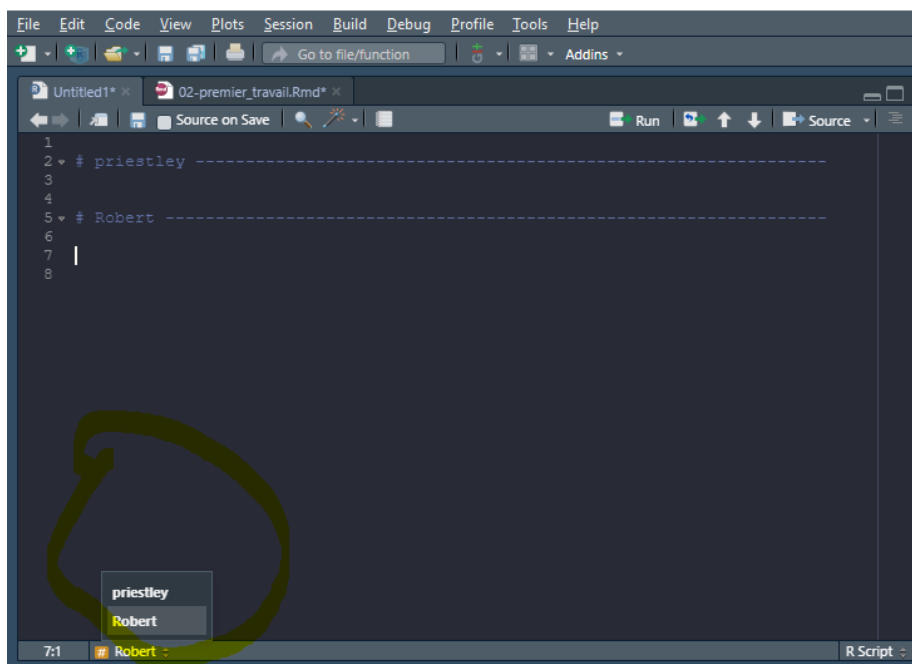 File Edit Code View Plots Session Build Debug Profile Tools Help
Go to file/function Addins
Untitled1* × 02-premier_travail.Rmd* ×
Source on Save Run Source
1
2 # priestley ---------------------------------------------------------------
3
4
5 # Robert ------------------------------------------------------------------
6
7
8
priestley
Robert
7:1 # Robert R Script